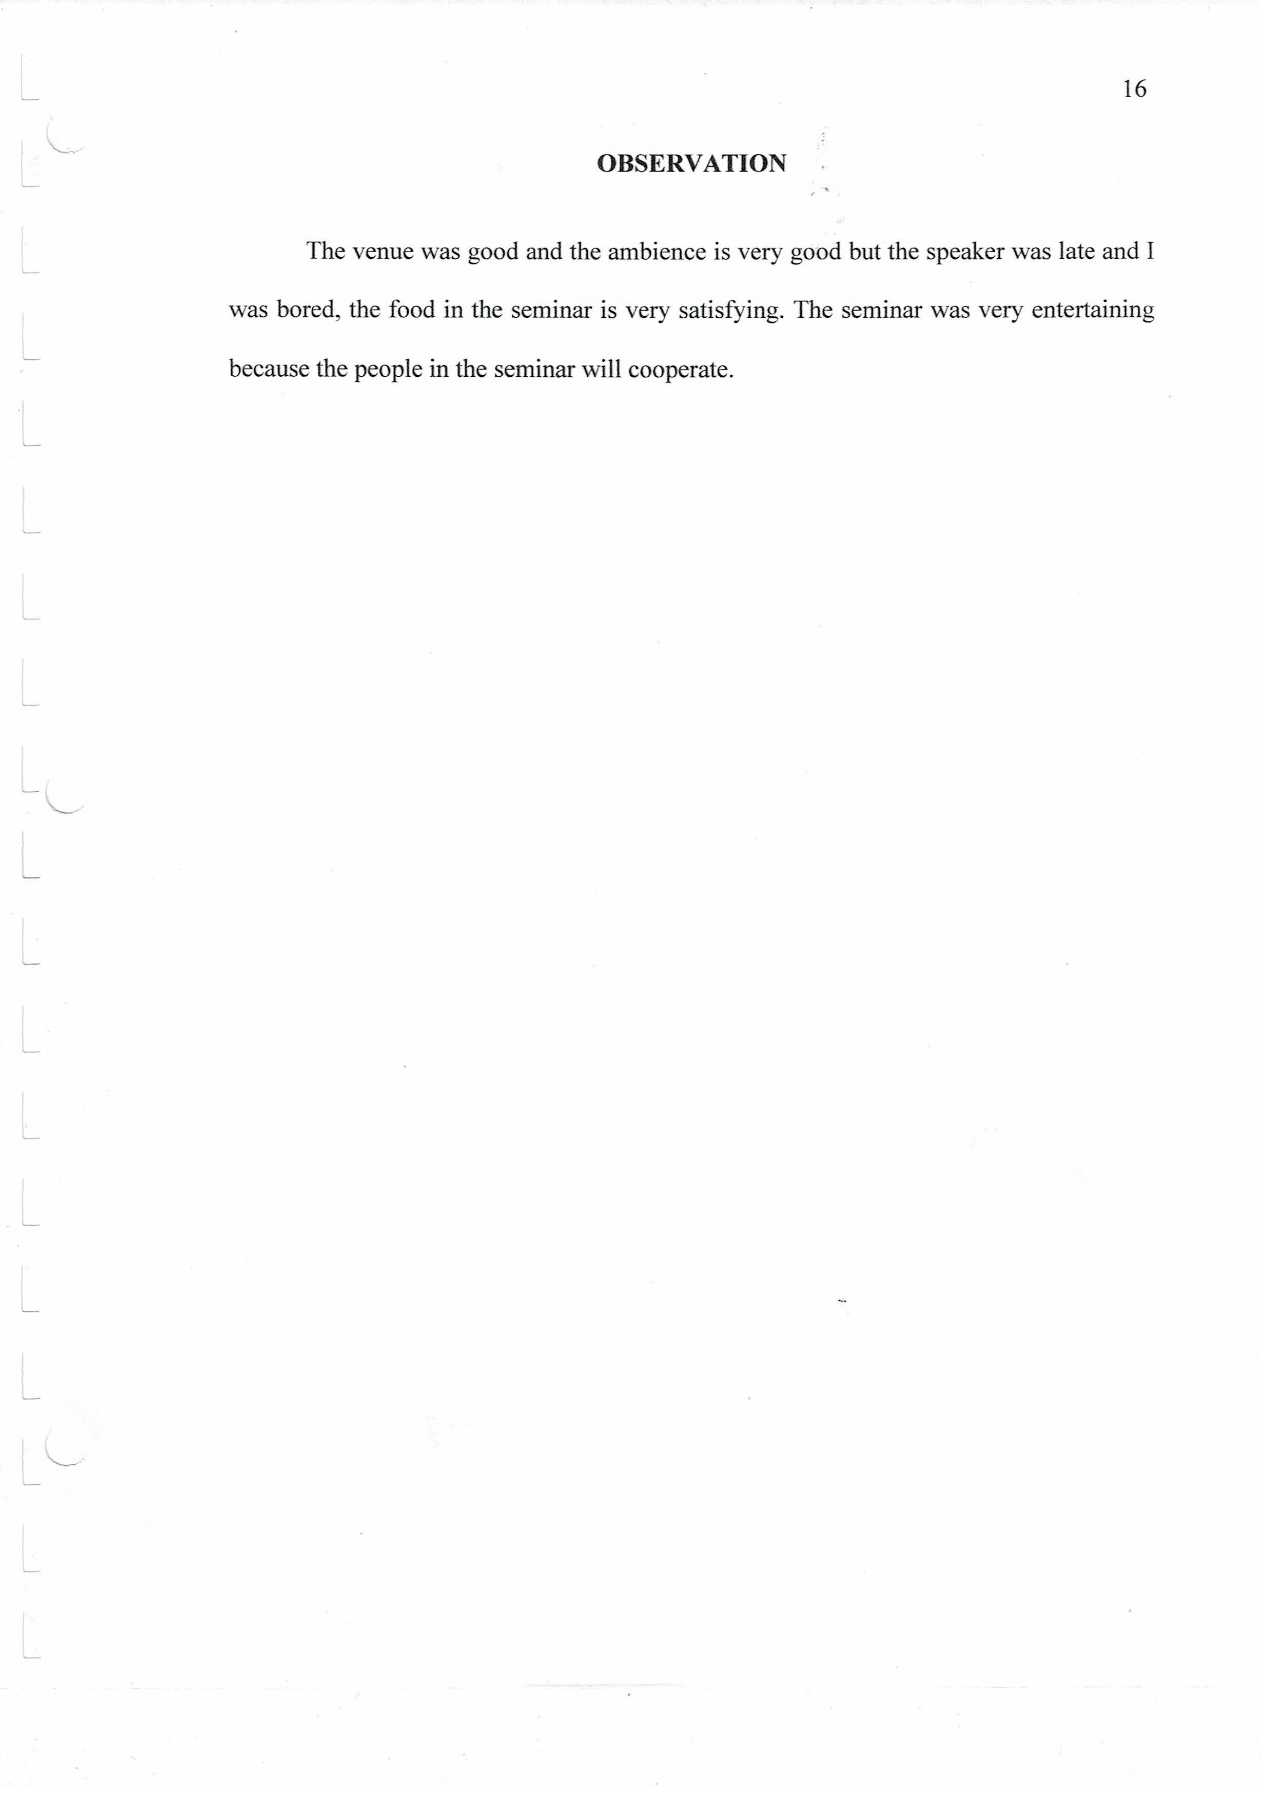 16
OBSERVATION
The venue was good and the ambience is very good but the speaker was late and I
was bored, the food in the seminar is very satisfying. The seminar was very entertaining
because the people in the seminar will cooperate.